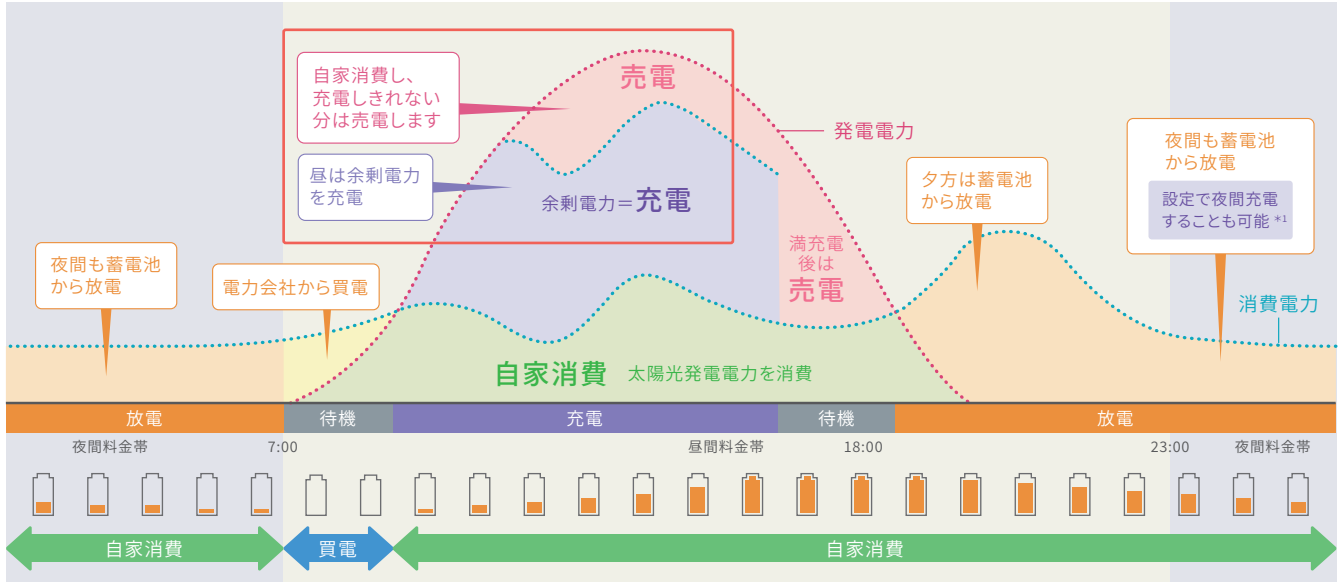 自家消費し、
充電しきれない
分は売電します
売電
発電電力
昼は余剰電力
を充電
余剰電力＝充電
夕方は蓄電池
から放電
夜間も蓄電池
から放電
設定で夜間充電
することも可能 *1
夜間も蓄電池
から放電
電力会社から買電
満充電
後は
売電
消費電力
自家消費 太陽光発電電力を消費
放電 待機 充電 待機 放電
夜間料金帯 7:00 昼間料金帯 18:00 23:00 夜間料金帯
自家消費 買電 自家消費